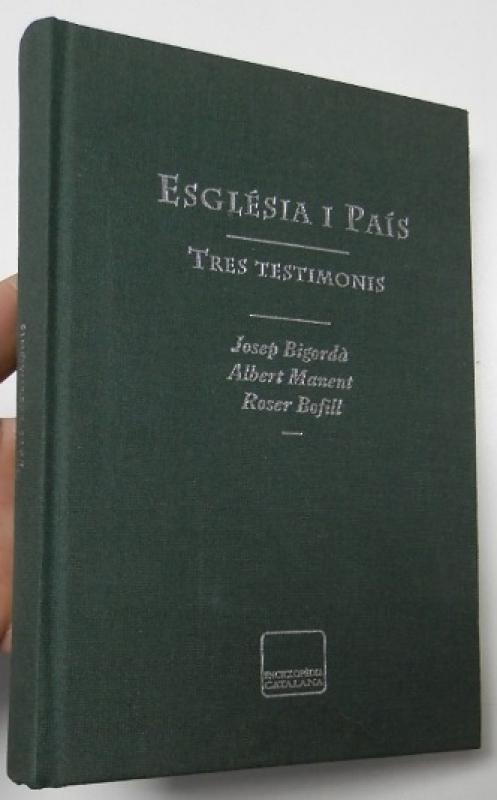 ESGLÉSIA I PAÍS
TRES TESTIMONIS
Josep Bigordà
Albert Manent
Roser Bofill
ENCICLOPÈDIA
CATALANA